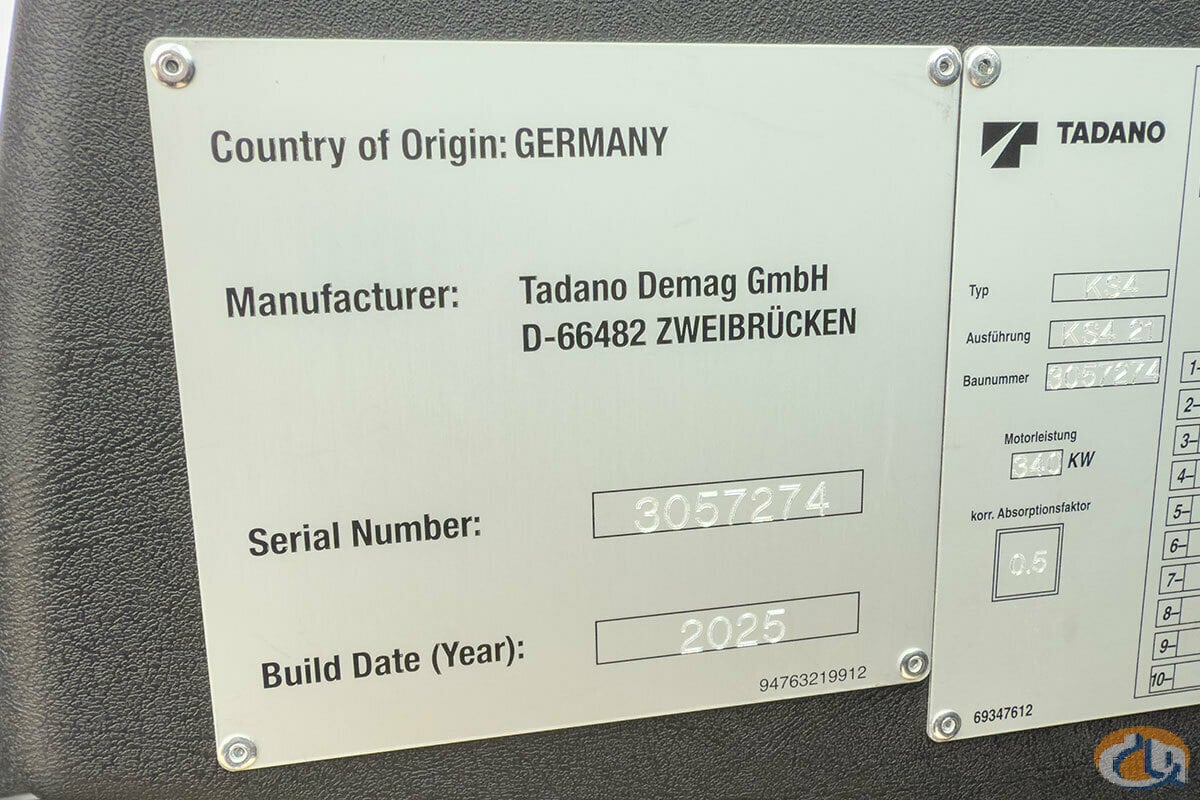 Country of Origin: GERMANY
Manufacturer: Tadano Demag GmbH
D-66482 ZWEIBRÜCKEN
Serial Number: 3057274
Build Date (Year): 2025
94763219912
TADANO
Typ KS4
Ausführung KS4 21
Baunummer 3057274
Motorleistung
340 KW
korr. Absorptionsfaktor
0.5
1-
2-
3-
4-
5-
6-
7-
8-
9-
10-
69347612